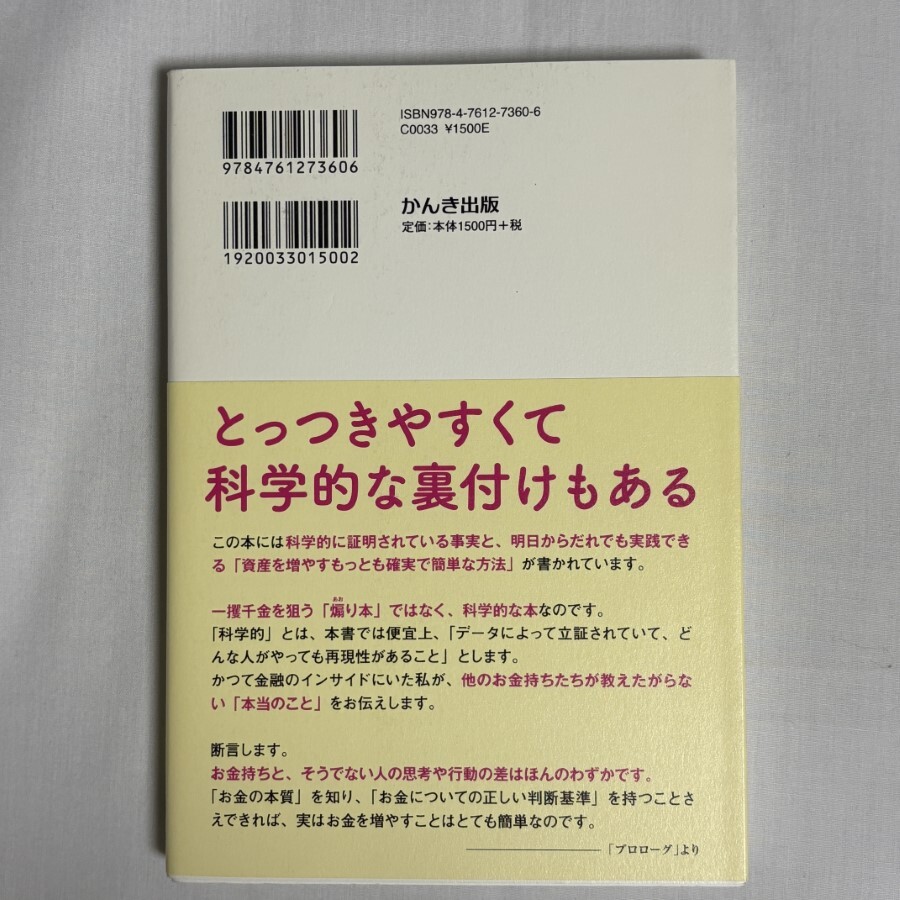 ISBN978-4-7612-7360-6
C0033 ¥1500E
9784761273606
かんき出版
定価:本体1500円+税
1920033015002
とっつきやすくて
科学的な裏付けもある
この本には科学的に証明されている事実と、明日からだれでも実践でき
る「資産を増やすもっとも確実で簡単な方法」が書かれています。
一攫千金を狙う「煽り本」ではなく、科学的な本なのです。
あお
「科学的」とは、本書では便宜上、「データによって立証されていて、ど
んな人がやっても再現性があること」とします。
かつて金融のインサイドにいた私が、他のお金持ちたちが教えたがらな
い「本当のこと」をお伝えします。
断言します。
お金持ちと、そうでない人の思考や行動の差はほんのわずかです。
「お金の本質」を知り、「お金についての正しい判断基準」を持つことさ
えできれば、実はお金を増やすことはとても簡単なのです。
「プロローグ」より